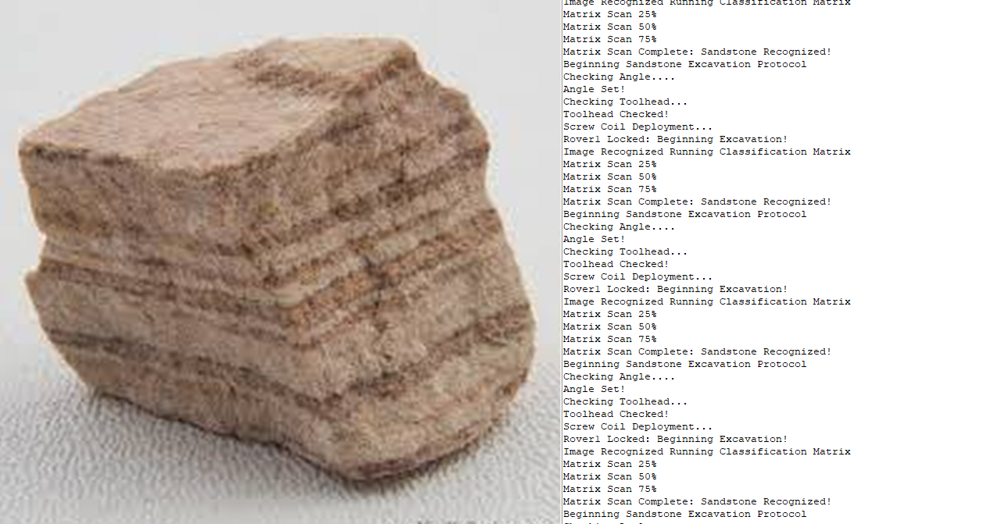 Image Recognized Running Classification Matrix
Matrix Scan 25%
Matrix Scan 50%
Matrix Scan 75%
Matrix Scan Complete: Sandstone Recognized!
Beginning Sandstone Excavation Protocol
Checking Angle....
Angle Set!
Checking Toolhead...
Toolhead Checked!
Screw Coil Deployment...
Rover1 Locked: Beginning Excavation!
Image Recognized Running Classification Matrix
Matrix Scan 25%
Matrix Scan 50%
Matrix Scan 75%
Matrix Scan Complete: Sandstone Recognized!
Beginning Sandstone Excavation Protocol
Checking Angle....
Angle Set!
Checking Toolhead...
Toolhead Checked!
Screw Coil Deployment...
Rover1 Locked: Beginning Excavation!
Image Recognized Running Classification Matrix
Matrix Scan 25%
Matrix Scan 50%
Matrix Scan 75%
Matrix Scan Complete: Sandstone Recognized!
Beginning Sandstone Excavation Protocol
Checking Angle....
Angle Set!
Checking Toolhead...
Toolhead Checked!
Screw Coil Deployment...
Rover1 Locked: Beginning Excavation!
Image Recognized Running Classification Matrix
Matrix Scan 25%
Matrix Scan 50%
Matrix Scan 75%
Matrix Scan Complete: Sandstone Recognized!
Beginning Sandstone Excavation Protocol